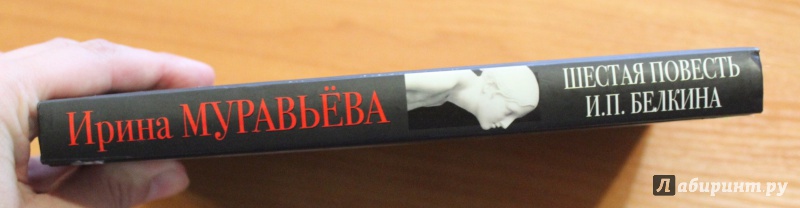 Ирина МУРАВЬЁВА
ШЕСТАЯ ПОВЕСТЬ
И.П. БЕЛКИНА
Лабиринт.ру